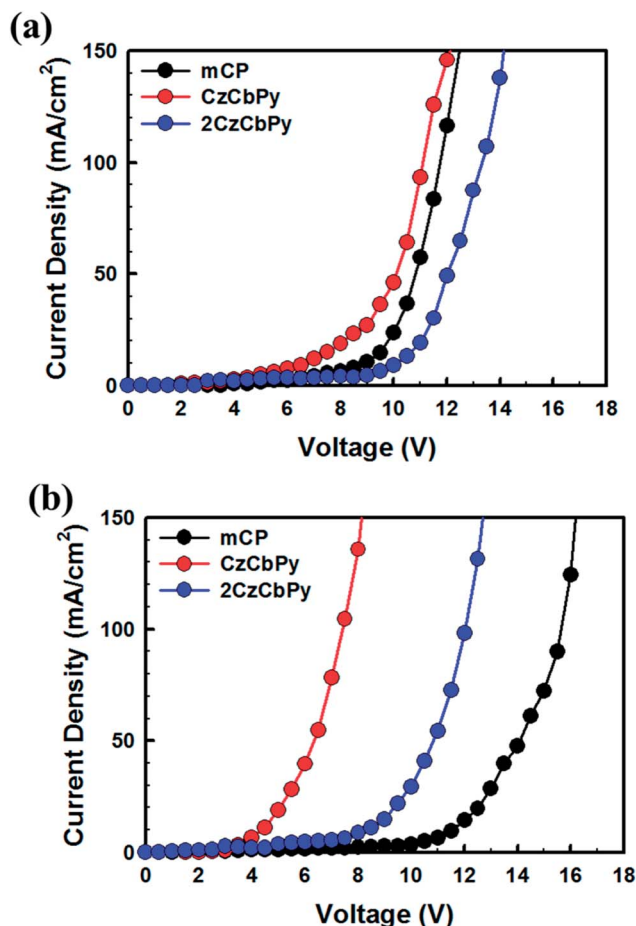 (a)
150
100
50
0
Current Density (mA/cm²)
mCP
CzCbPy
2CzCbPy
0 2 4 6 8 10 12 14 16 18
Voltage (V)
(b)
150
100
50
0
Current Density (mA/cm²)
mCP
CzCbPy
2CzCbPy
0 2 4 6 8 10 12 14 16 18
Voltage (V)